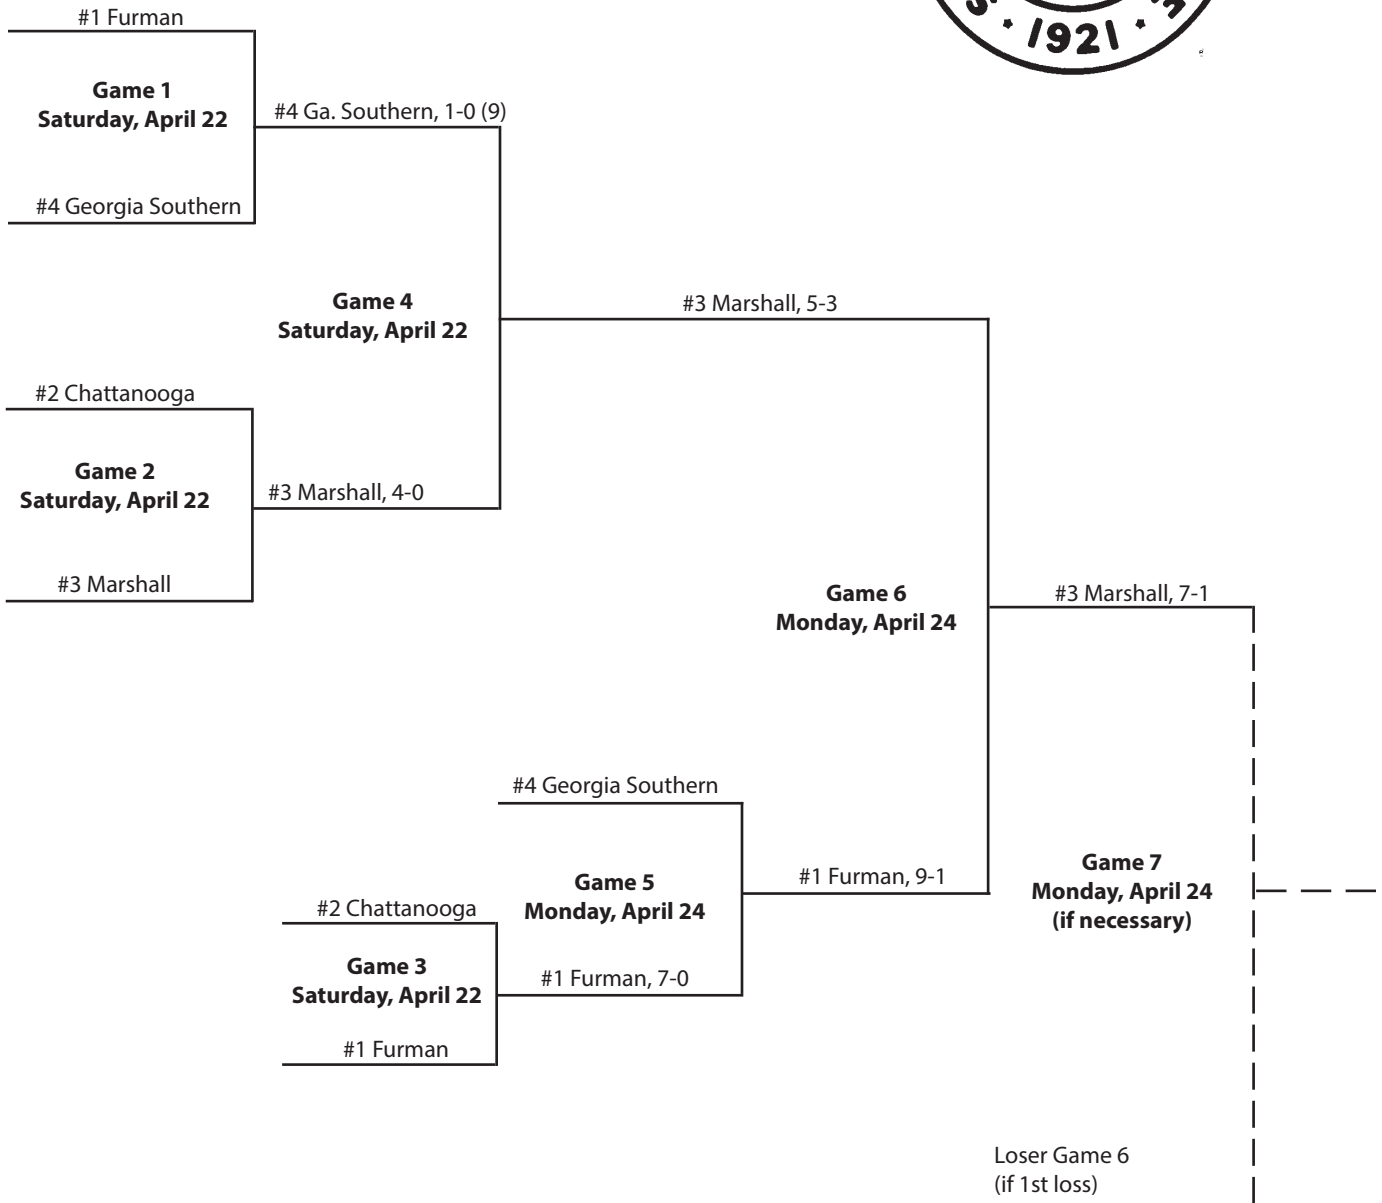 #1 Furman
· 1921 ·
Game 1
Saturday, April 22
#4 Ga. Southern, 1-0 (9)
#4 Georgia Southern
Game 4
Saturday, April 22
#3 Marshall, 5-3
#2 Chattanooga
Game 2
Saturday, April 22
#3 Marshall, 4-0
#3 Marshall
Game 6
Monday, April 24
#3 Marshall, 7-1
#4 Georgia Southern
Game 5
Monday, April 24
#1 Furman, 9-1
Game 7
Monday, April 24
(if necessary)
#2 Chattanooga
Game 3
Saturday, April 22
#1 Furman, 7-0
#1 Furman
Loser Game 6
(if 1st loss)